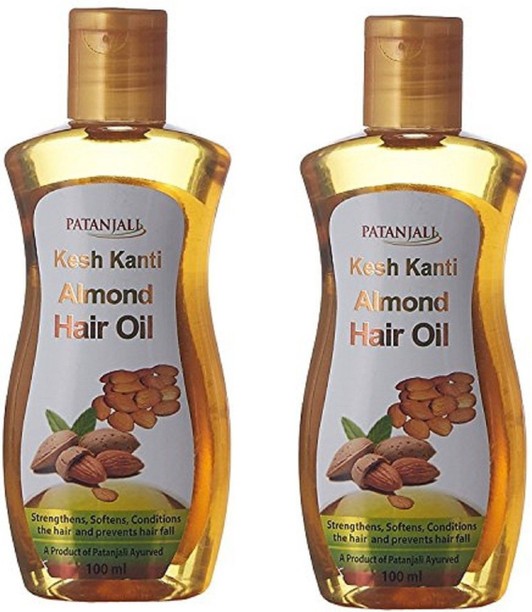 PATANJALI
Kesh Kanti
Almond
Hair Oil
Strengthens, Softens, Conditions
the hair and prevents hair fall
A Product of Patanjali Ayurved
100 ml
PATANJALI
Kesh Kanti
Almond
Hair Oil
Strengthens, Softens, Conditions
the hair and prevents hair fall
A Product of Patanjali Ayurved
100 ml